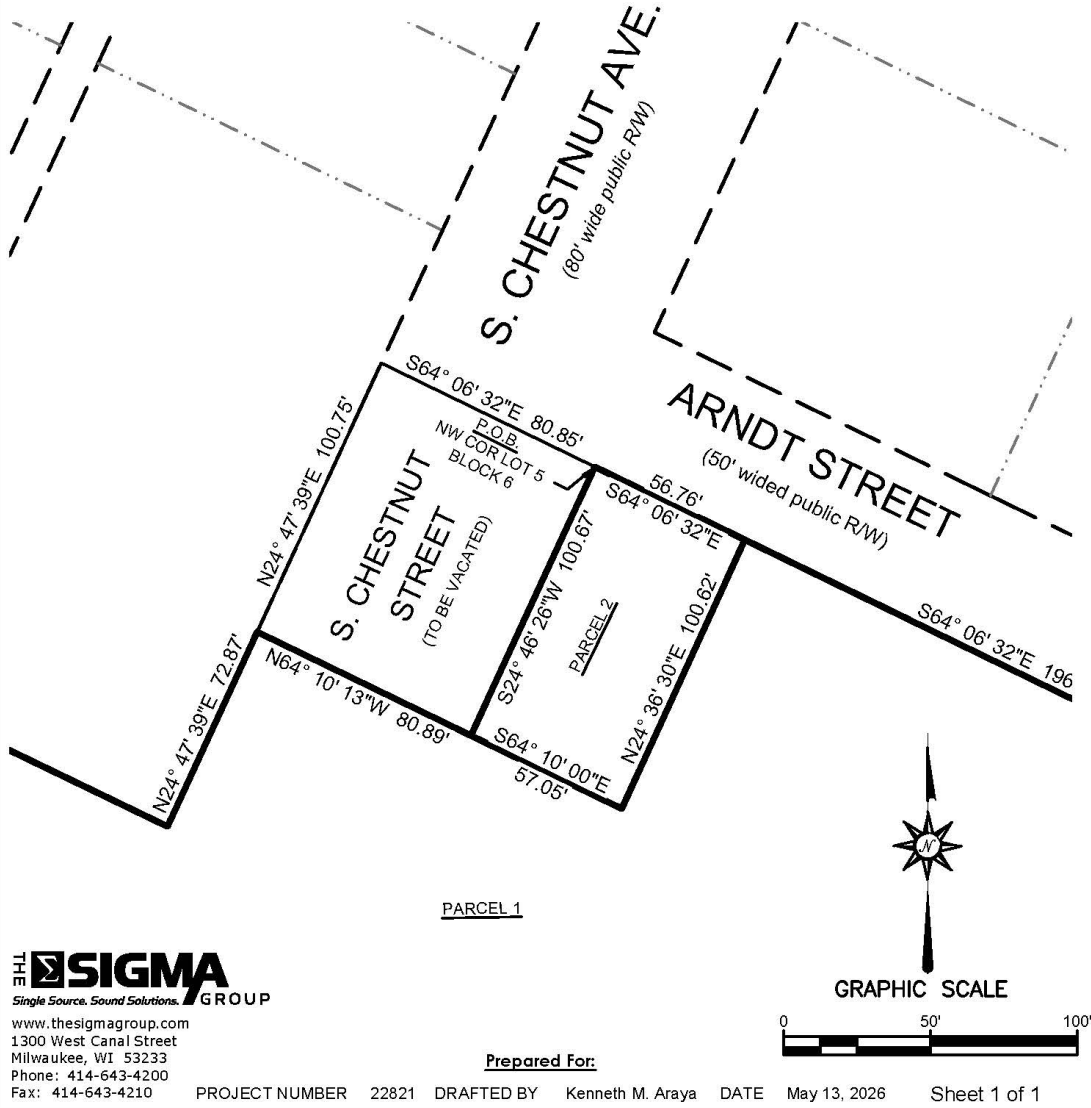 S. CHESTNUT AVE.
(80' wide public R/W)
ARNDT STREET
(50' wided public R/W)
S64° 06' 32"E 80.85'
P.O.B.
NW COR LOT 5
BLOCK 6
N24° 47' 39"E 100.75'
S. CHESTNUT
STREET
(TO BE VACATED)
56.76'
S64° 06' 32"E
S24° 46' 26"W 100.67'
PARCEL 2
N24° 36' 30"E 100.62'
S64° 06' 32"E 196
N24° 47' 39"E 72.87'
N64° 10' 13"W 80.89'
S64° 10' 00"E
57.05'
PARCEL 1
N
THE
Σ SIGMA
GROUP
Single Source. Sound Solutions.
www.thesigmagroup.com
1300 West Canal Street
Milwaukee, WI 53233
Phone: 414-643-4200
Fax: 414-643-4210
GRAPHIC SCALE
0 50' 100'
Prepared For:
PROJECT NUMBER 22821 DRAFTED BY Kenneth M. Araya DATE May 13, 2026 Sheet 1 of 1